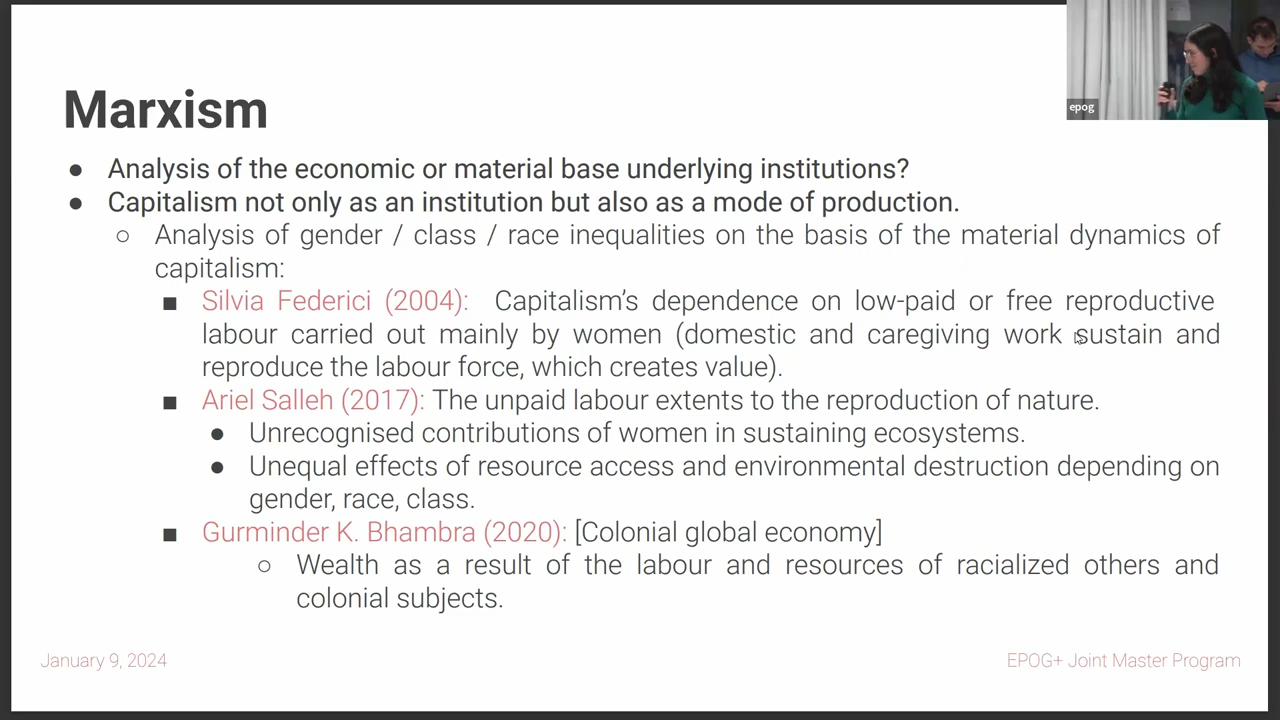 epog
Marxism
● Analysis of the economic or material base underlying institutions?
● Capitalism not only as an institution but also as a mode of production.
○ Analysis of gender / class / race inequalities on the basis of the material dynamics of
capitalism:
■ Silvia Federici (2004): Capitalism's dependence on low-paid or free reproductive
labour carried out mainly by women (domestic and caregiving work sustain and
reproduce the labour force, which creates value).
■ Ariel Salleh (2017): The unpaid labour extents to the reproduction of nature.
● Unrecognised contributions of women in sustaining ecosystems.
● Unequal effects of resource access and environmental destruction depending on
gender, race, class.
■ Gurminder K. Bhambra (2020): [Colonial global economy]
○ Wealth as a result of the labour and resources of racialized others and
colonial subjects.
January 9, 2024
EPOG+ Joint Master Program